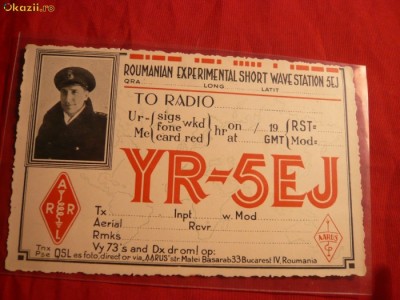 Okazii.ro
ROUMANIAN EXPERIMENTAL SHORT WAVE STATION 5EJ
QRA LONG LATIT
TO RADIO
Ur- sigs fone wkd hr on / 19 RST=
Mc card red at GMT Mod=
YR-5EJ
Tx Inpt w. Mod
Aerial Rcvr
Rmks
Vy 73's and Dx dr om! op:
Tnx
Pse QSL es foto direct or via, "AARUS" str Matei Basarab 33 Bucarest IV, Roumania
R R
AARUS